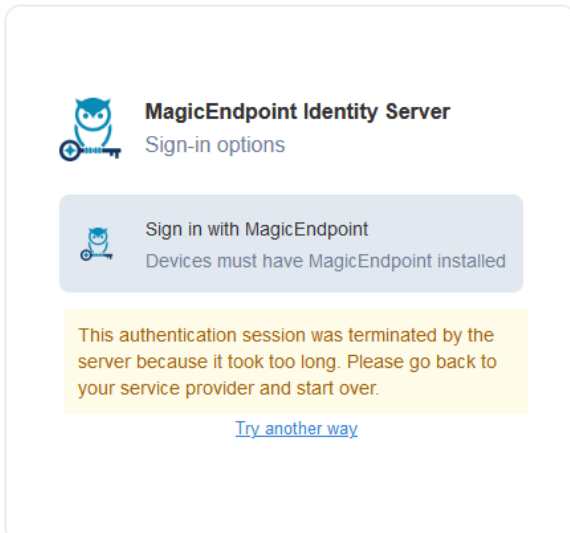 MagicEndpoint Identity Server
Sign-in options
Sign in with MagicEndpoint
Devices must have MagicEndpoint installed
This authentication session was terminated by the
server because it took too long. Please go back to
your service provider and start over.
Try another way